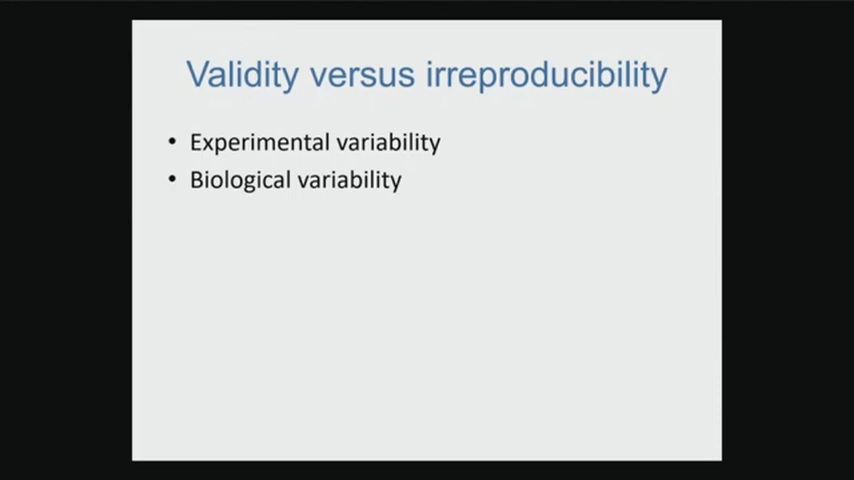 Validity versus irreproducibility
• Experimental variability
• Biological variability